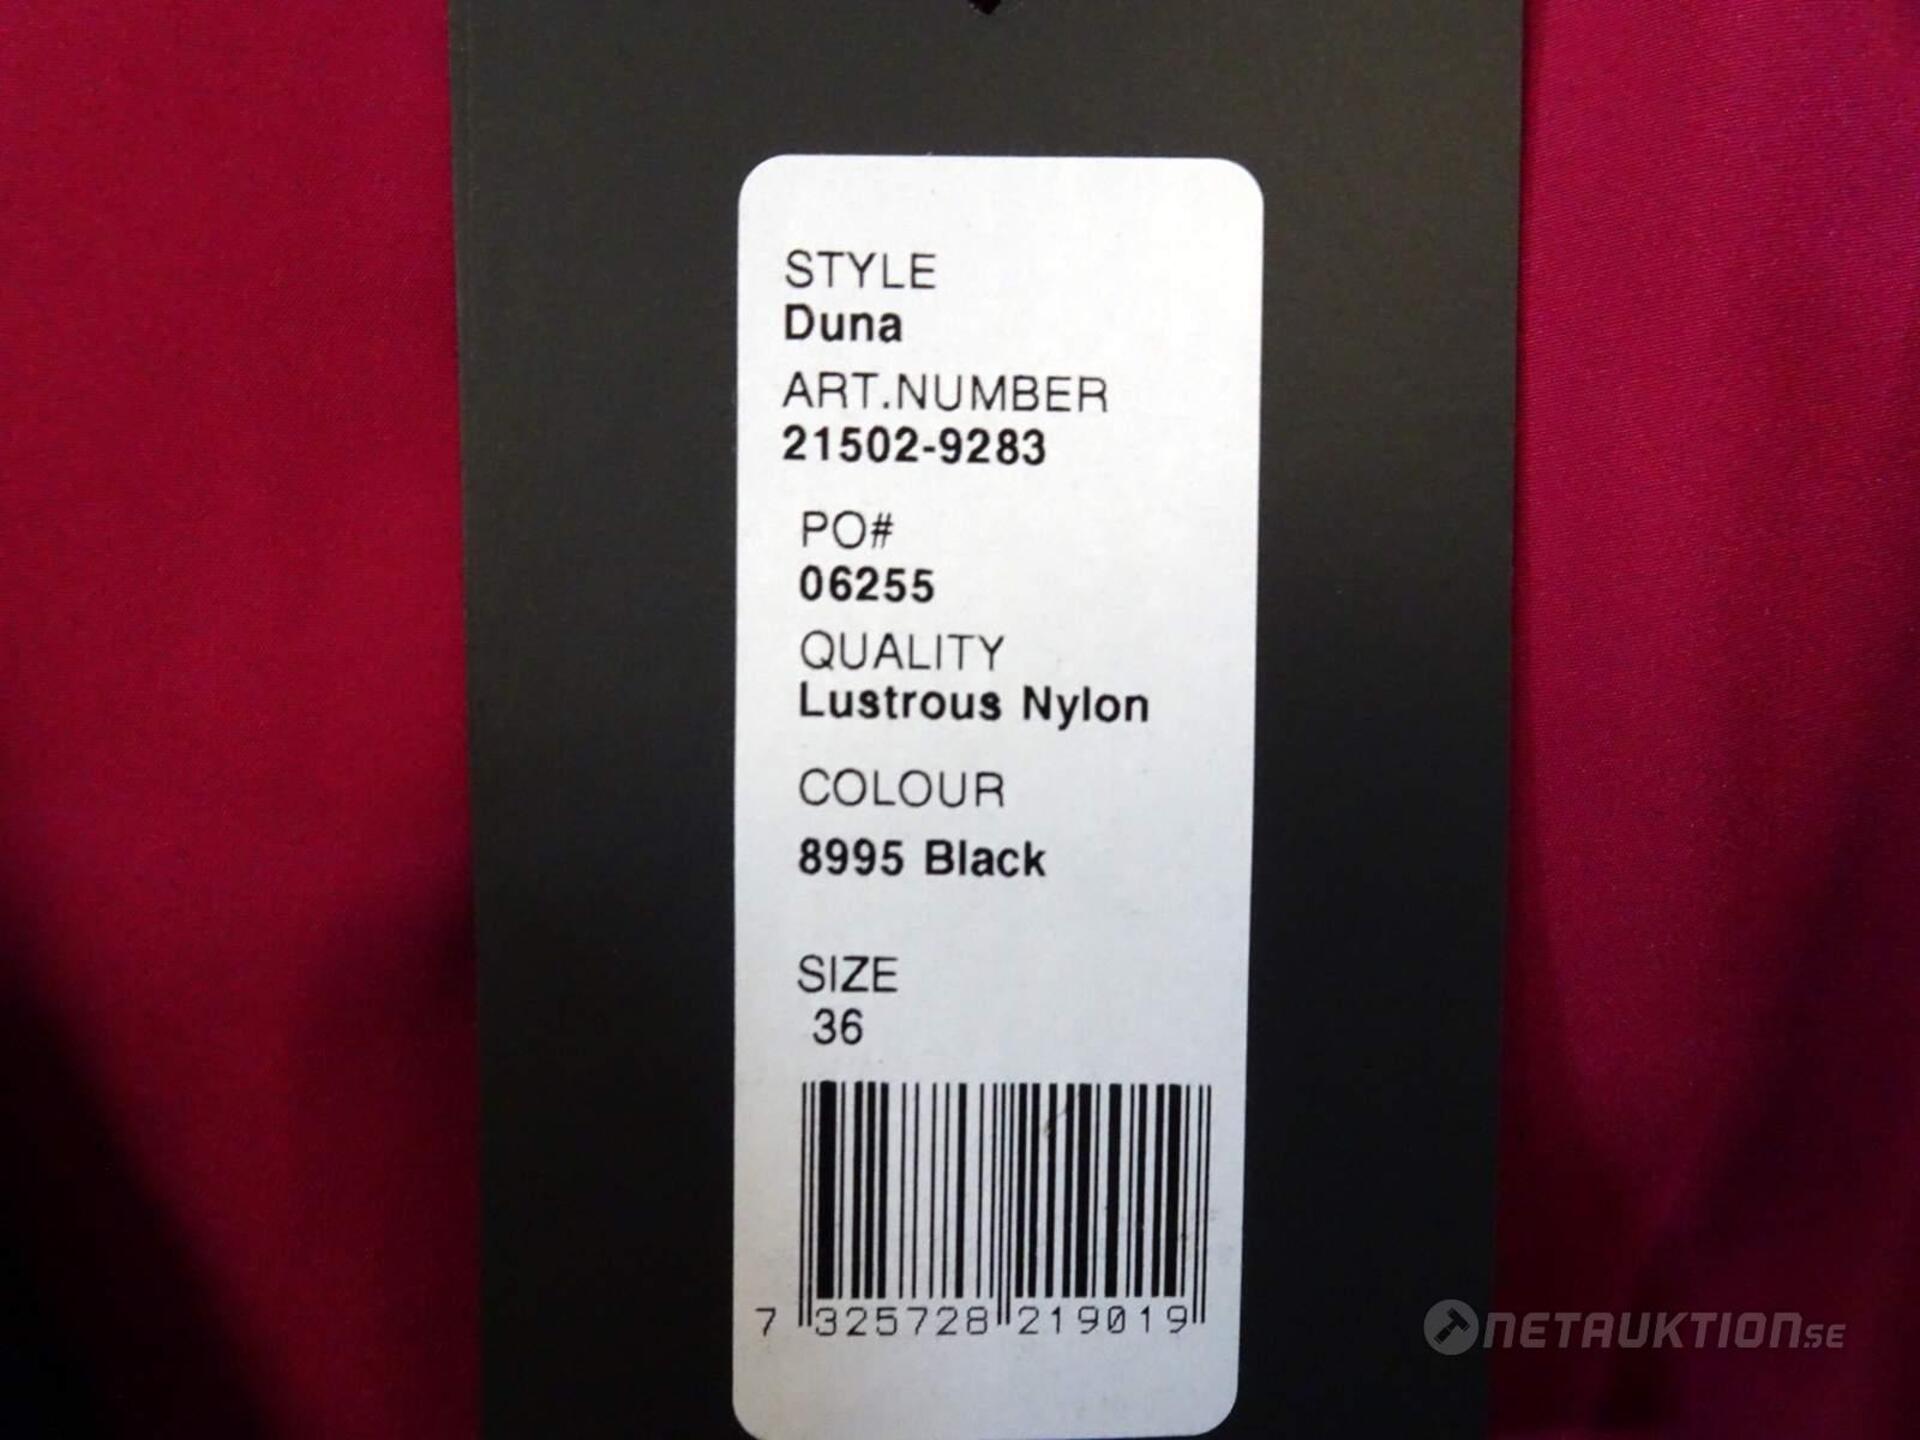 STYLE
Duna
ART.NUMBER
21502-9283
PO#
06255
QUALITY
Lustrous Nylon
COLOUR
8995 Black
SIZE
36
7 325728 219019
NETAUKTION.SE